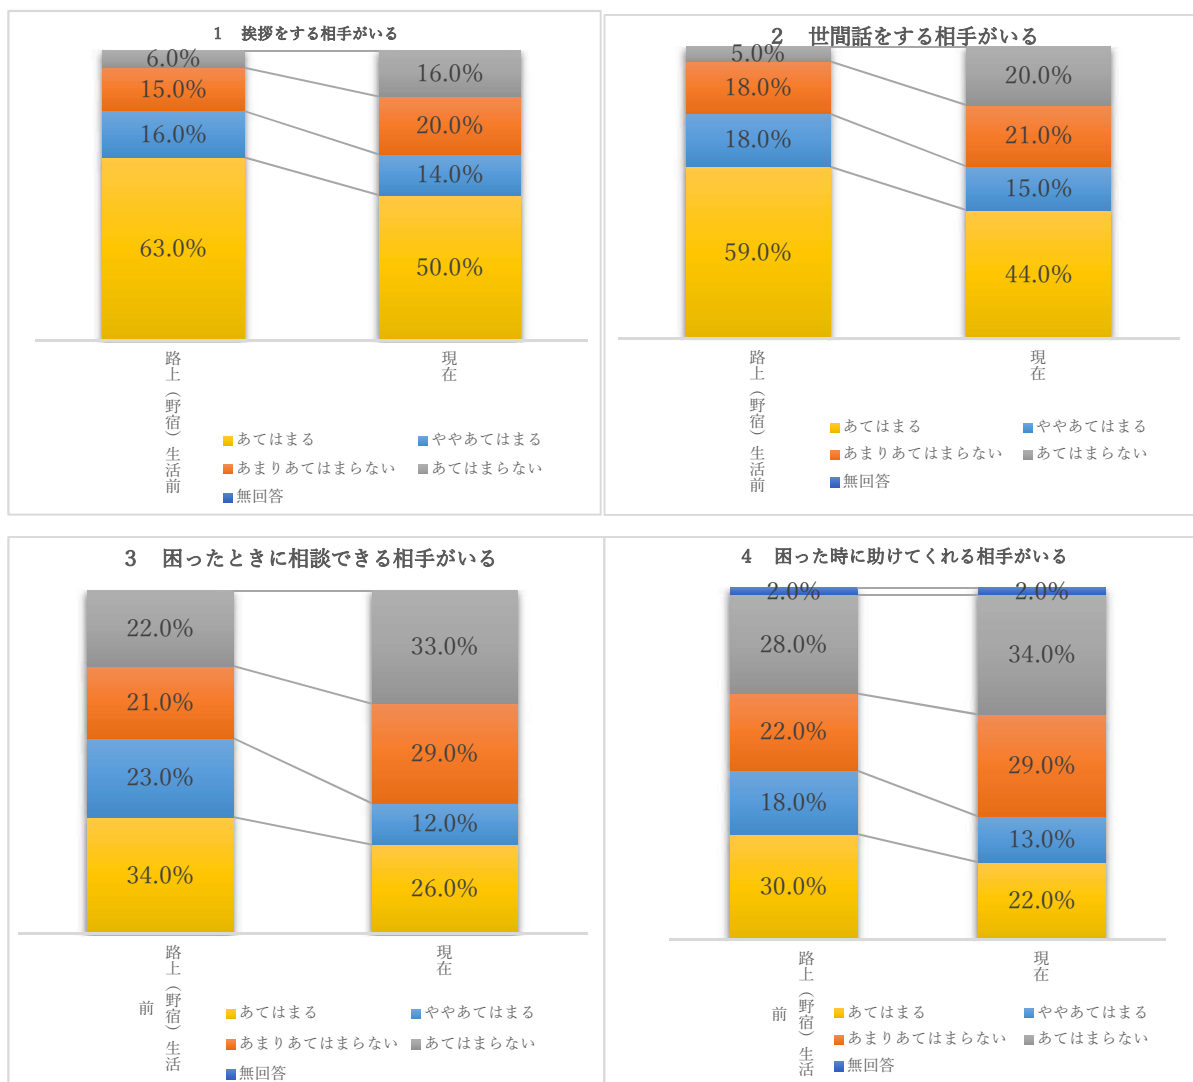 1　挨拶をする相手がいる
6.0%
15.0%
16.0%
63.0%
16.0%
20.0%
14.0%
50.0%
路上（野宿）生活前
現在
あてはまる
ややあてはまる
あまりあてはまらない
あてはまらない
無回答
2　世間話をする相手がいる
5.0%
18.0%
18.0%
59.0%
20.0%
21.0%
15.0%
44.0%
路上（野宿）生活前
現在
あてはまる
ややあてはまる
あまりあてはまらない
あてはまらない
無回答
3　困ったときに相談できる相手がいる
22.0%
21.0%
23.0%
34.0%
33.0%
29.0%
12.0%
26.0%
路上（野宿）生活
前
現在
あてはまる
ややあてはまる
あまりあてはまらない
あてはまらない
無回答
4　困った時に助けてくれる相手がいる
2.0%
28.0%
22.0%
18.0%
30.0%
2.0%
34.0%
29.0%
13.0%
22.0%
路上（野宿）生活
前
現在
あてはまる
ややあてはまる
あまりあてはまらない
あてはまらない
無回答